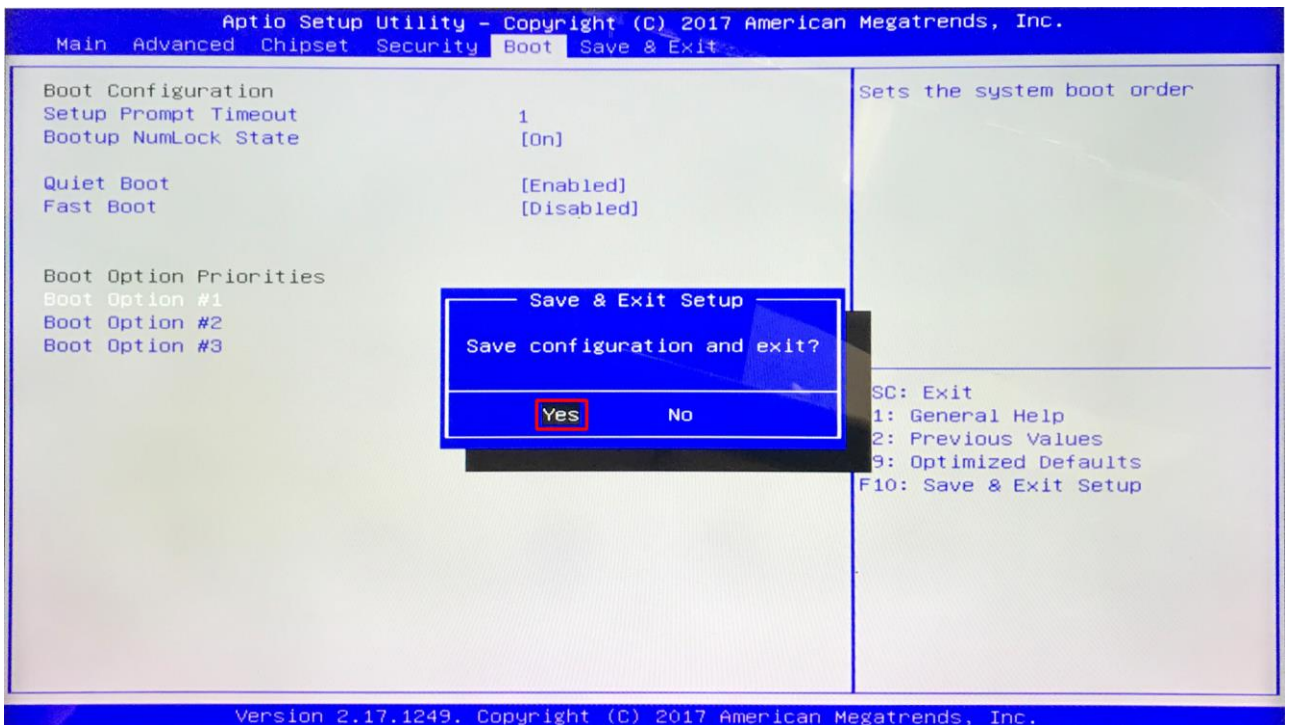 Aptio Setup Utility – Copyright (C) 2017 American Megatrends, Inc.
Main Advanced Chipset Security Boot Save & Exit
Boot Configuration
Setup Prompt Timeout 1
Bootup NumLock State [On]
Quiet Boot [Enabled]
Fast Boot [Disabled]
Boot Option Priorities
Boot Option #1
Boot Option #2
Boot Option #3
Save & Exit Setup
Save configuration and exit?
Yes No
Sets the system boot order
SC: Exit
1: General Help
2: Previous Values
9: Optimized Defaults
F10: Save & Exit Setup
Version 2.17.1249. Copyright (C) 2017 American Megatrends, Inc.